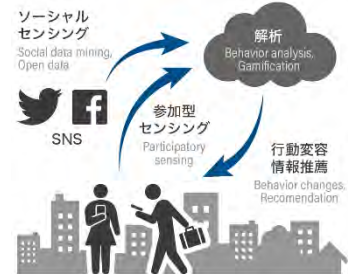 ソーシャル
センシング
Social data mining,
Open data
SNS
解析
Behavior analysis,
Gamification
参加型
センシング
Participatory
sensing
行動変容
情報推薦
Behavior changes,
Recomendation